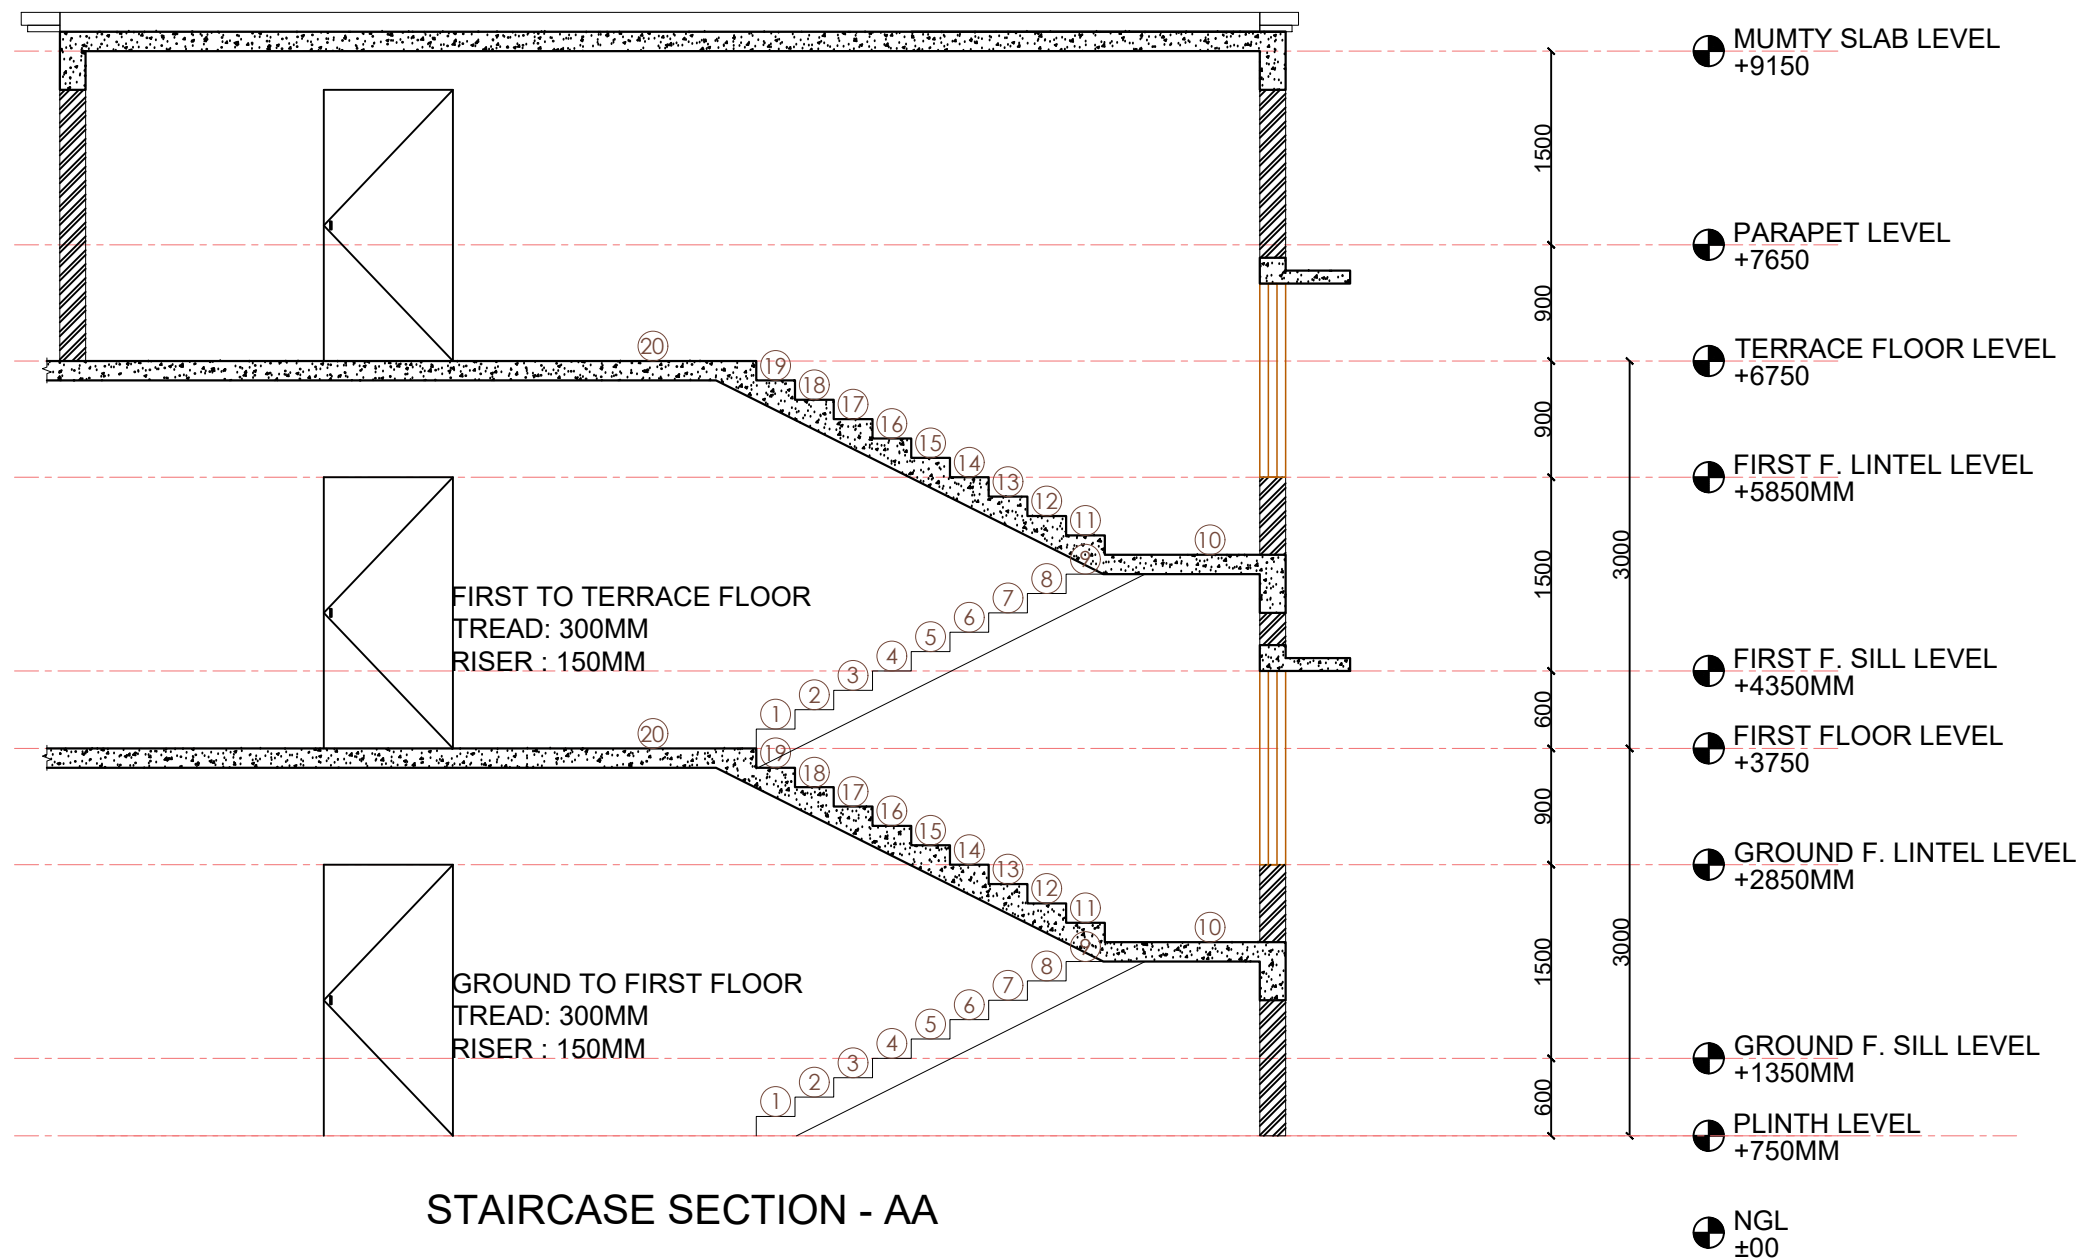 MUMTY SLAB LEVEL
+9150
1500
PARAPET LEVEL
+7650
900
TERRACE FLOOR LEVEL
+6750
20
19
18
17
16
15
14
13
12
11
10
9
8
7
6
5
4
3
2
1
900
FIRST F. LINTEL LEVEL
+5850MM
3000
1500
FIRST TO TERRACE FLOOR
TREAD: 300MM
RISER : 150MM
FIRST F. SILL LEVEL
+4350MM
600
FIRST FLOOR LEVEL
+3750
20
19
18
17
16
15
14
13
12
11
10
9
8
7
6
5
4
3
2
1
900
GROUND F. LINTEL LEVEL
+2850MM
3000
1500
GROUND TO FIRST FLOOR
TREAD: 300MM
RISER : 150MM
GROUND F. SILL LEVEL
+1350MM
600
PLINTH LEVEL
+750MM
STAIRCASE SECTION - AA
NGL
±00